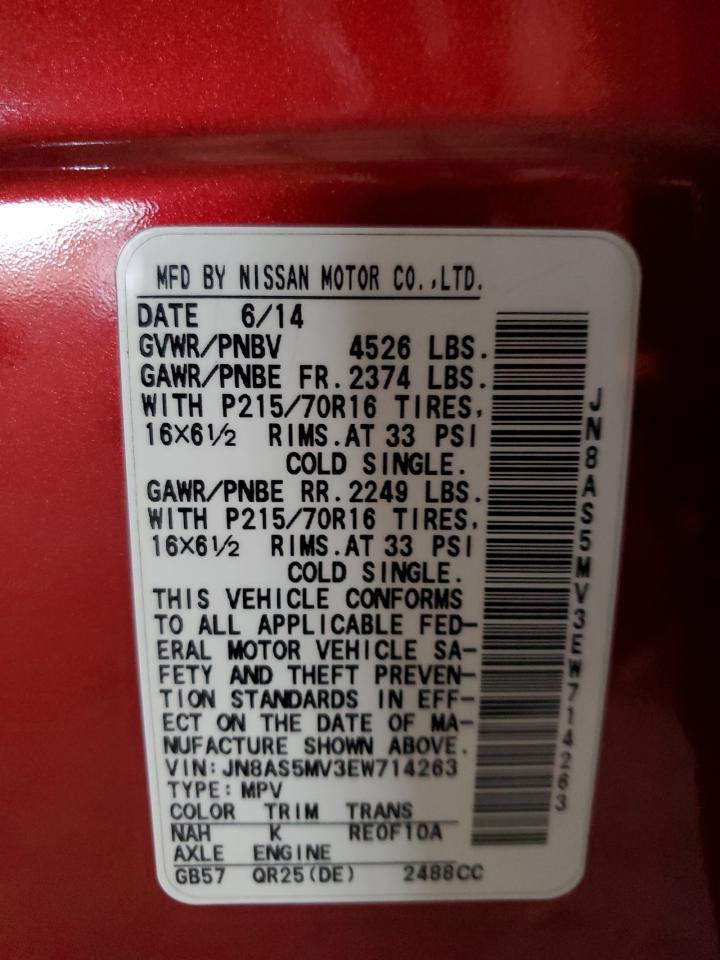 MFD BY NISSAN MOTOR CO.,LTD.
DATE 6/14
GVWR/PNBV 4526 LBS.
GAWR/PNBE FR. 2374 LBS.
WITH P215/70R16 TIRES,
16×6½ RIMS. AT 33 PSI
COLD SINGLE.
GAWR/PNBE RR. 2249 LBS.
WITH P215/70R16 TIRES,
16×6½ RIMS. AT 33 PSI
COLD SINGLE.
THIS VEHICLE CONFORMS
TO ALL APPLICABLE FED-
ERAL MOTOR VEHICLE SA-
FETY AND THEFT PREVEN-
TION STANDARDS IN EFF-
ECT ON THE DATE OF MA-
NUFACTURE SHOWN ABOVE.
VIN: JN8AS5MV3EW714263
TYPE: MPV
COLOR TRIM TRANS
NAH K RE0F10A
AXLE ENGINE
GB57 QR25(DE) 2488CC
JN8AS5MV3EW714263